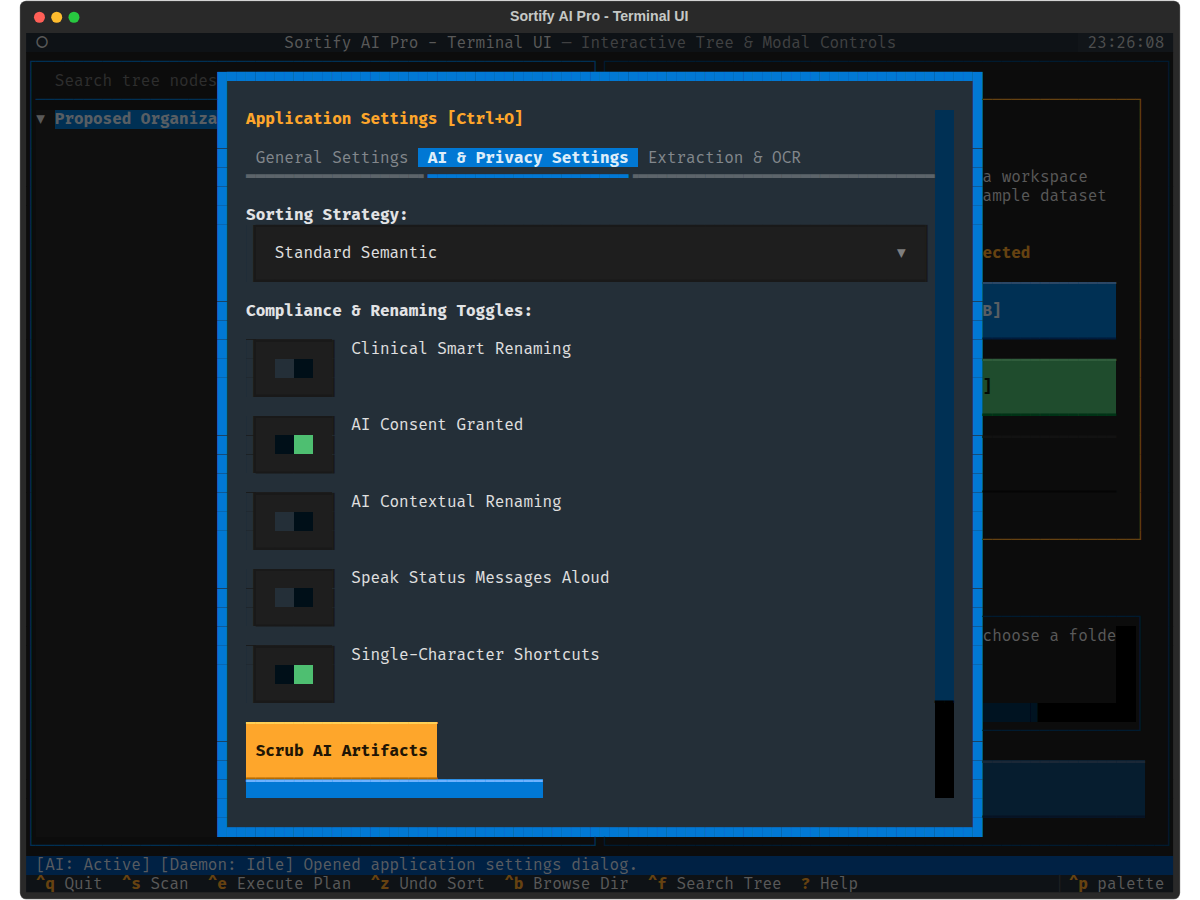 Sortify AI Pro - Terminal UI
Sortify AI Pro - Terminal UI — Interactive Tree & Modal Controls
23:26:08
Search tree nodes
▼ Proposed Organiza
Application Settings [Ctrl+O]
General Settings
AI & Privacy Settings
Extraction & OCR
a workspace
ample dataset
Sorting Strategy:
Standard Semantic
▼
ected
Compliance & Renaming Toggles:
B]
Clinical Smart Renaming
]
AI Consent Granted
AI Contextual Renaming
Speak Status Messages Aloud
choose a folde
Single-Character Shortcuts
Scrub AI Artifacts
[AI: Active] [Daemon: Idle] Opened application settings dialog.
^q Quit ^s Scan ^e Execute Plan ^z Undo Sort ^b Browse Dir ^f Search Tree ? Help
^p palette